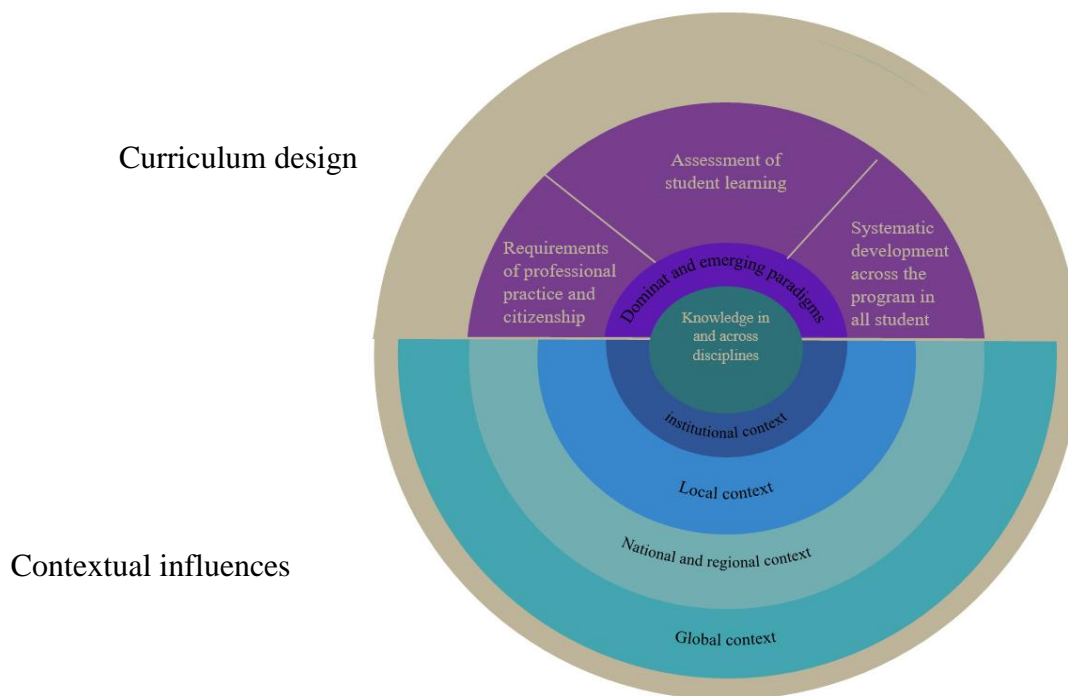 Curriculum design
Assessment of
student learning
Requirements
of professional
practice and
citizenship
Systematic
development
across the
program in
all student
Dominat and emerging paradigms
Knowledge in
and across
disciplines
institutional context
Local context
National and regional context
Contextual influences
Global context